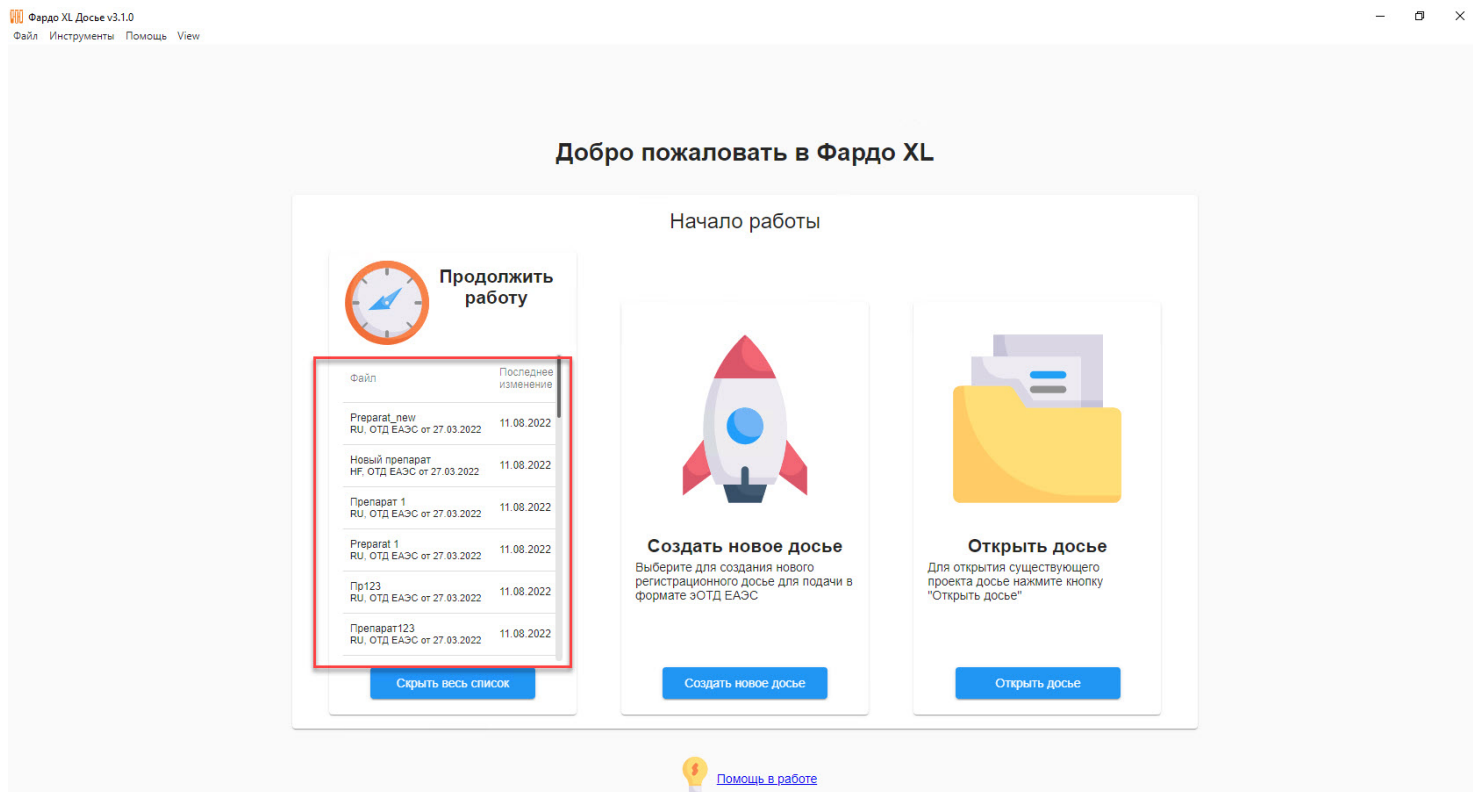 Фардо XL Досье v3.1.0
Файл Инструменты Помощь View
Добро пожаловать в Фардо XL
Начало работы
Продолжить
работу
Файл
Последнее
изменение
Preparat_new
RU, ОТД ЕАЭС от 27.03.2022
11.08.2022
Новый препарат
HF, ОТД ЕАЭС от 27.03.2022
11.08.2022
Препарат 1
RU, ОТД ЕАЭС от 27.03.2022
11.08.2022
Preparat 1
RU, ОТД ЕАЭС от 27.03.2022
11.08.2022
Пр123
RU, ОТД ЕАЭС от 27.03.2022
11.08.2022
Препарат123
RU, ОТД ЕАЭС от 27.03.2022
11.08.2022
Скрыть весь список
Создать новое досье
Выберите для создания нового
регистрационного досье для подачи в
формате эОТД ЕАЭС
Создать новое досье
Открыть досье
Для открытия существующего
проекта досье нажмите кнопку
"Открыть досье"
Открыть досье
Помощь в работе